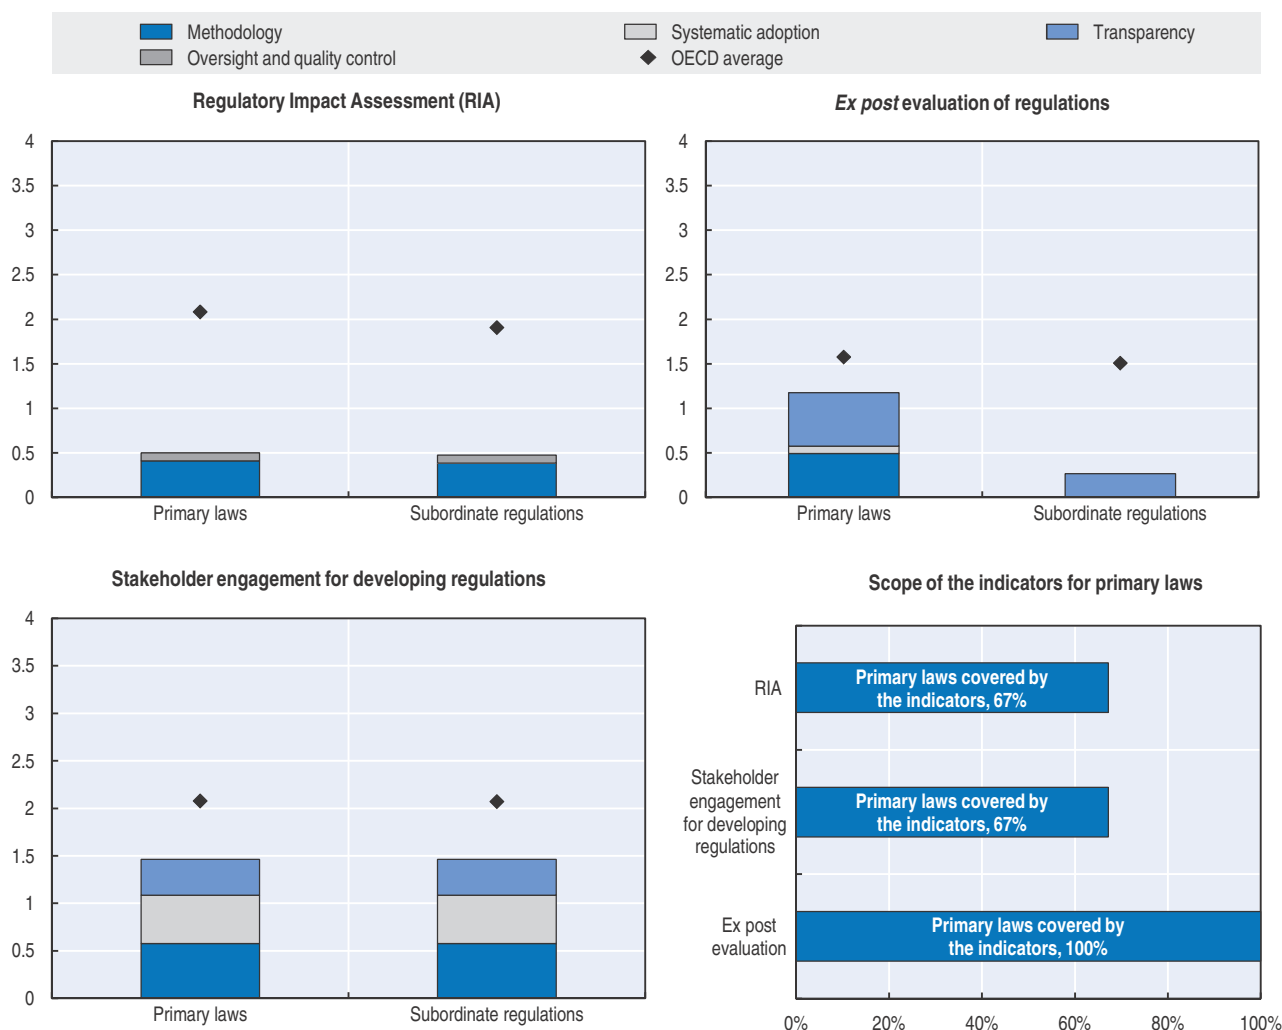 Methodology
Systematic adoption
Transparency
Oversight and quality control
OECD average
Regulatory Impact Assessment (RIA)
4
3.5
3
2.5
2
1.5
1
0.5
0
Primary laws
Subordinate regulations
Ex post evaluation of regulations
4
3.5
3
2.5
2
1.5
1
0.5
0
Primary laws
Subordinate regulations
Stakeholder engagement for developing regulations
4
3.5
3
2.5
2
1.5
1
0.5
0
Primary laws
Subordinate regulations
Scope of the indicators for primary laws
RIA
Primary laws covered by
the indicators, 67%
Stakeholder
engagement
for developing
regulations
Primary laws covered by
the indicators, 67%
Ex post
evaluation
Primary laws covered by
the indicators, 100%
0%
20%
40%
60%
80%
100%